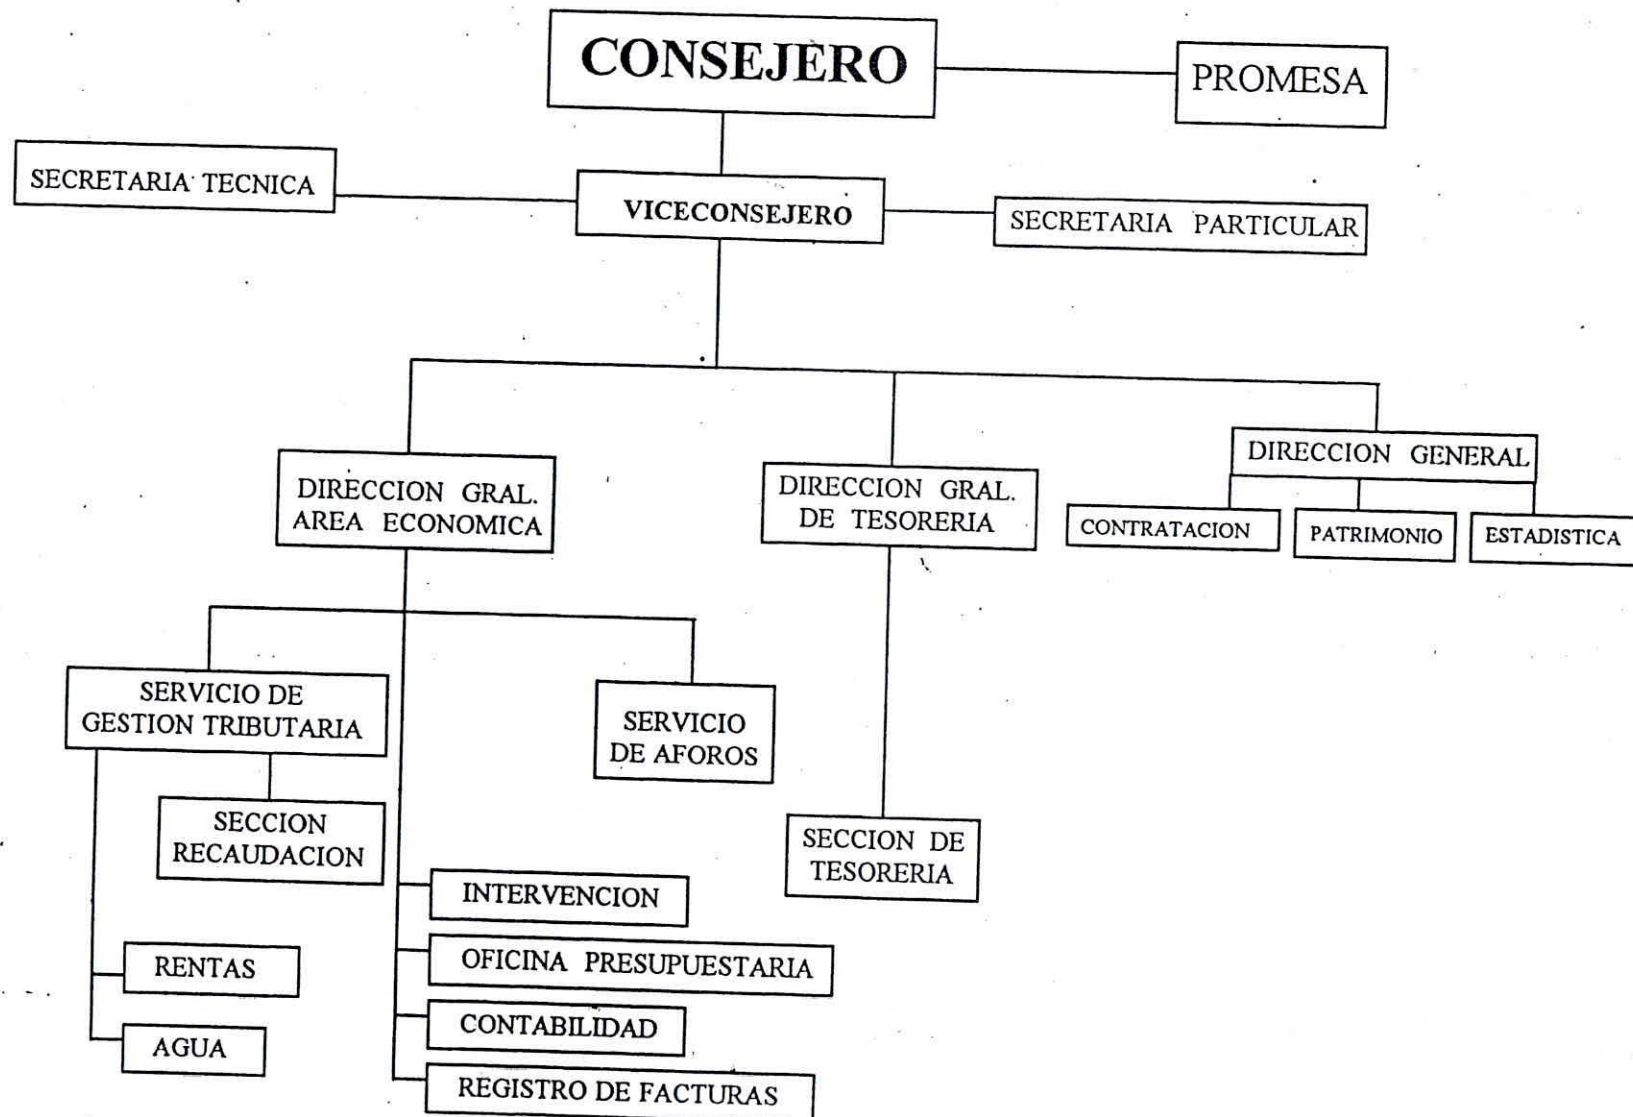 CONSEJERO
PROMESA
SECRETARIA TECNICA
VICECONSEJERO
SECRETARIA PARTICULAR
DIRECCION GRAL.
AREA ECONOMICA
DIRECCION GRAL.
DE TESORERIA
DIRECCION GENERAL
CONTRATACION
PATRIMONIO
ESTADISTICA
SERVICIO DE
GESTION TRIBUTARIA
SERVICIO
DE AFOROS
SECCION
RECAUDACION
SECCION DE
TESORERIA
INTERVENCION
OFICINA PRESUPUESTARIA
CONTABILIDAD
REGISTRO DE FACTURAS
RENTAS
AGUA